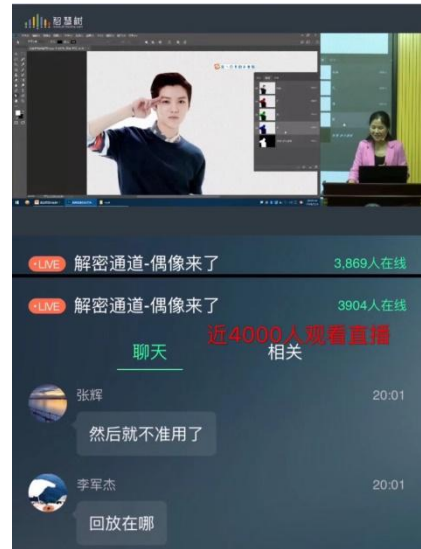 智慧树
LIVE 解密通道-偶像来了 3,869人在线
LIVE 解密通道-偶像来了 3904人在线
近4000人观看直播
聊天 相关
张辉 20:01
然后就不准用了
李军杰 20:01
回放在哪